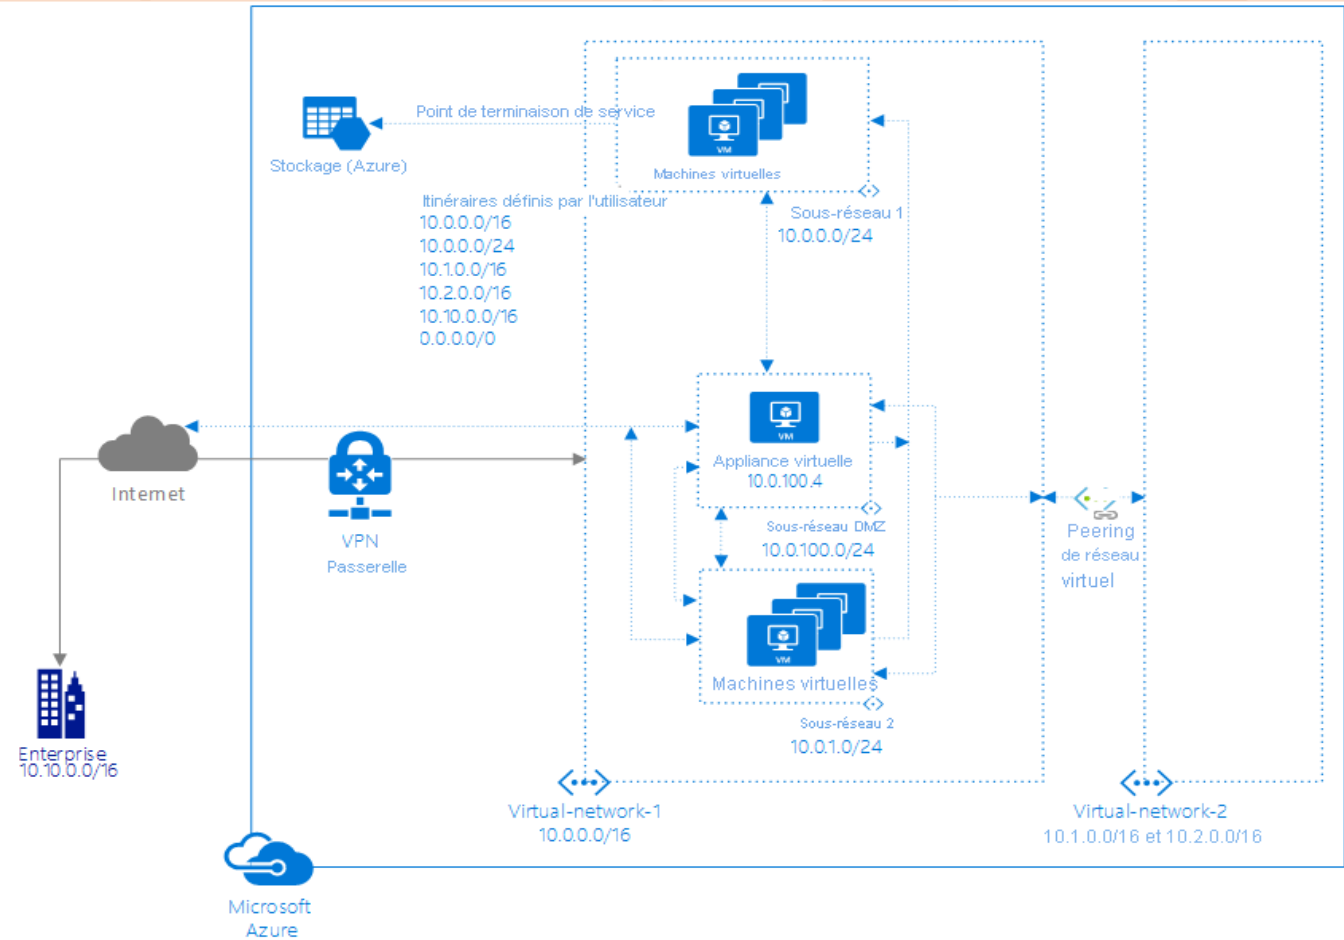 Point de terminaison de service
VM
Machines virtuelles
Stockage (Azure)
Itinéraires définis par l'utilisateur
10.0.0.0/16
10.0.0.0/24
10.1.0.0/16
10.2.0.0/16
10.10.0.0/16
0.0.0.0/0
Sous-réseau 1
10.0.0.0/24
VM
Appliance virtuelle
10.0.100.4
Sous-réseau DMZ
10.0.100.0/24
Internet
VPN
Passerelle
Peering
de réseau
virtuel
VM
Machines virtuelles
Sous-réseau 2
10.0.1.0/24
Enterprise
10.10.0.0/16
Virtual-network-1
10.0.0.0/16
Virtual-network-2
10.1.0.0/16 et 10.2.0.0/16
Microsoft
Azure